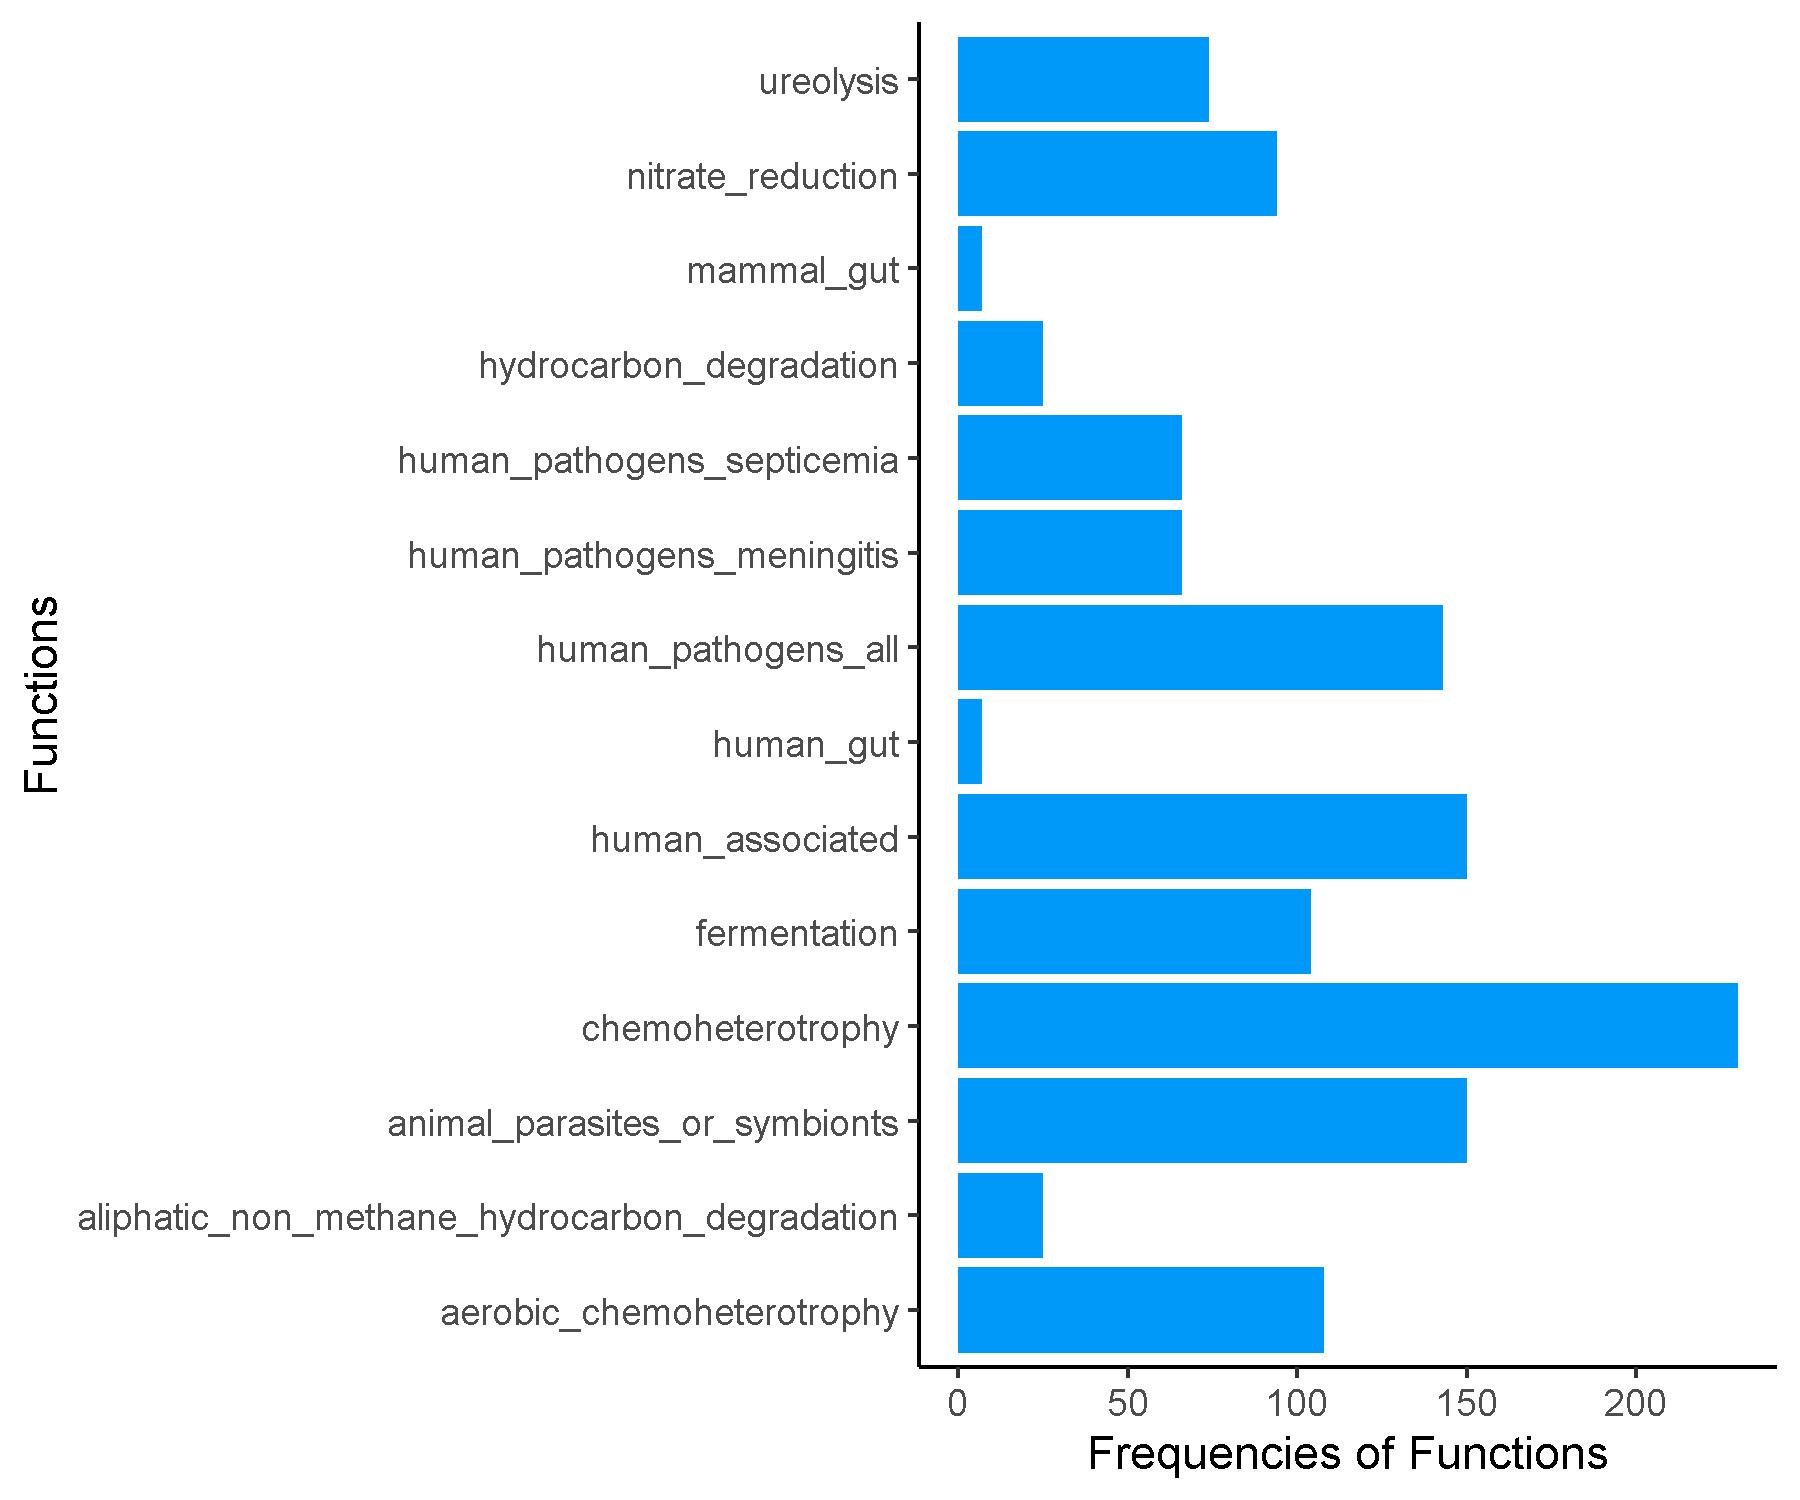 ureolysis
nitrate_reduction
mammal_gut
hydrocarbon_degradation
human_pathogens_septicemia
human_pathogens_meningitis
human_pathogens_all
human_gut
human_associated
fermentation
chemoheterotrophy
animal_parasites_or_symbionts
aliphatic_non_methane_hydrocarbon_degradation
aerobic_chemoheterotrophy
Functions
0 50 100 150 200
Frequencies of Functions